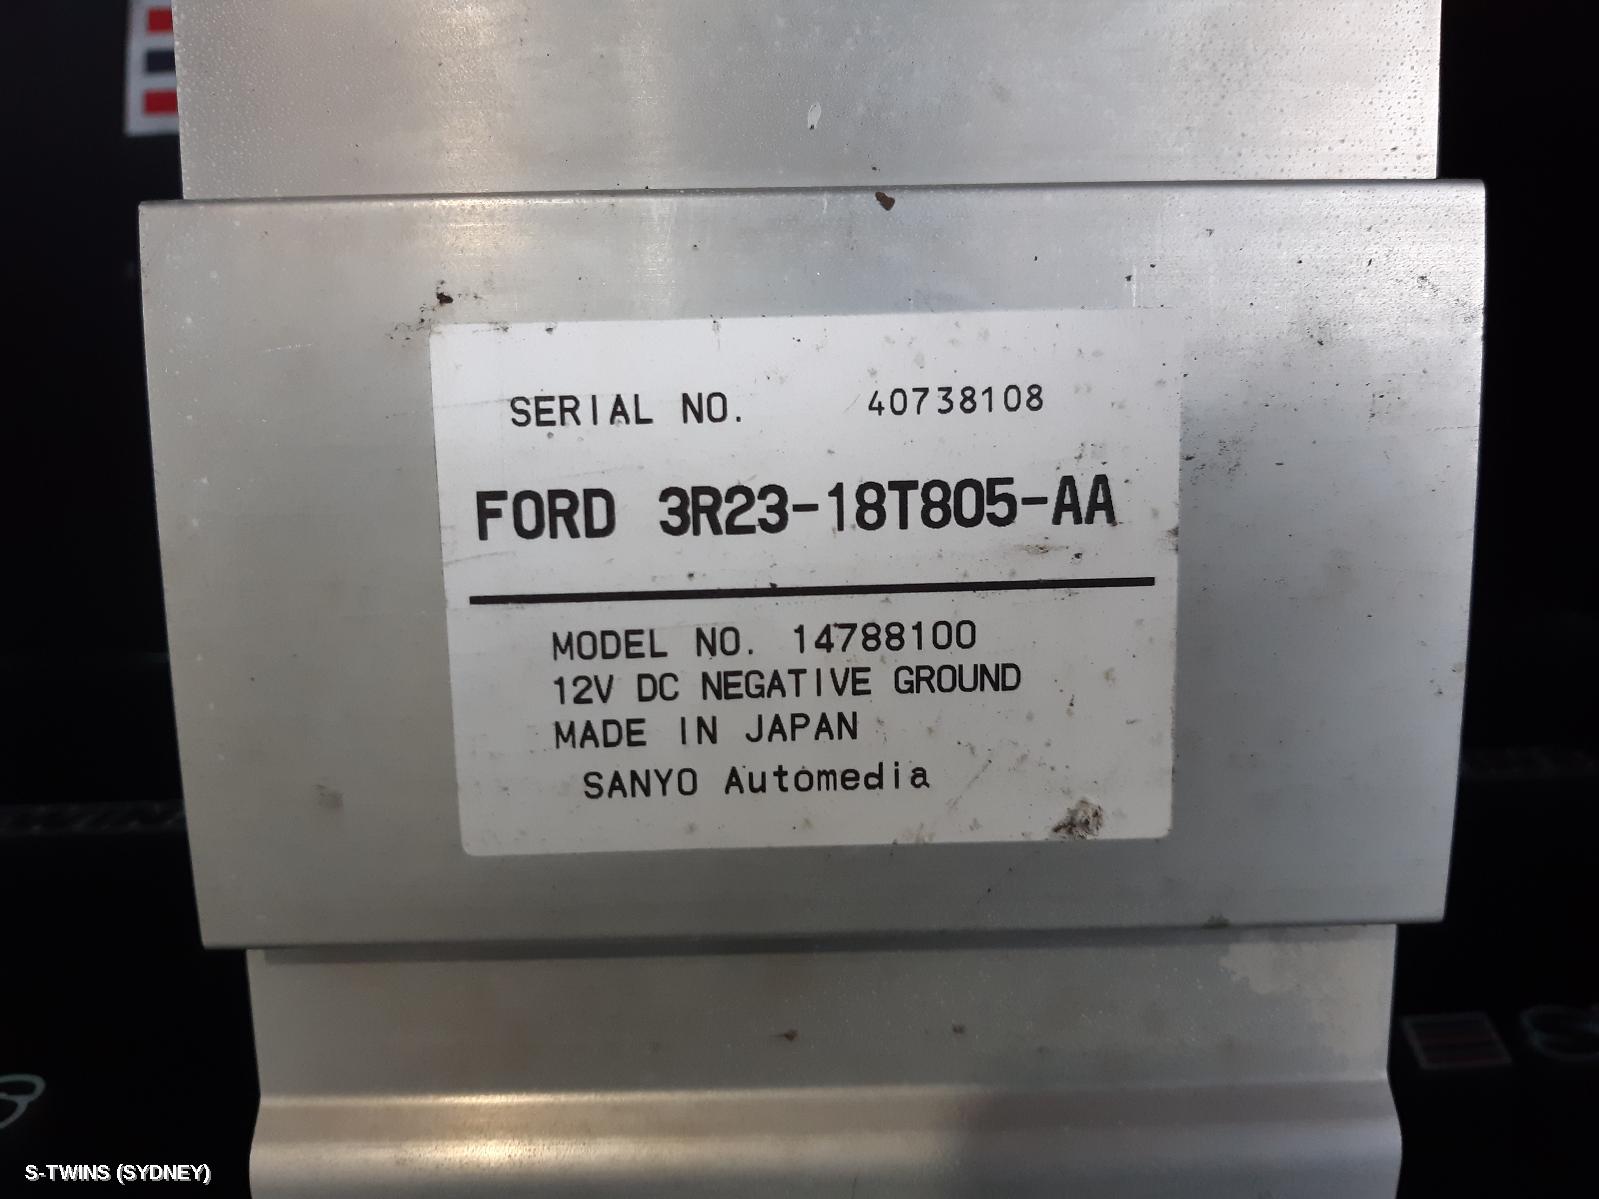 SERIAL NO. 40738108
FORD 3R23-18T805-AA
MODEL NO. 14788100
12V DC NEGATIVE GROUND
MADE IN JAPAN
SANYO Automedia
S-TWINS (SYDNEY)